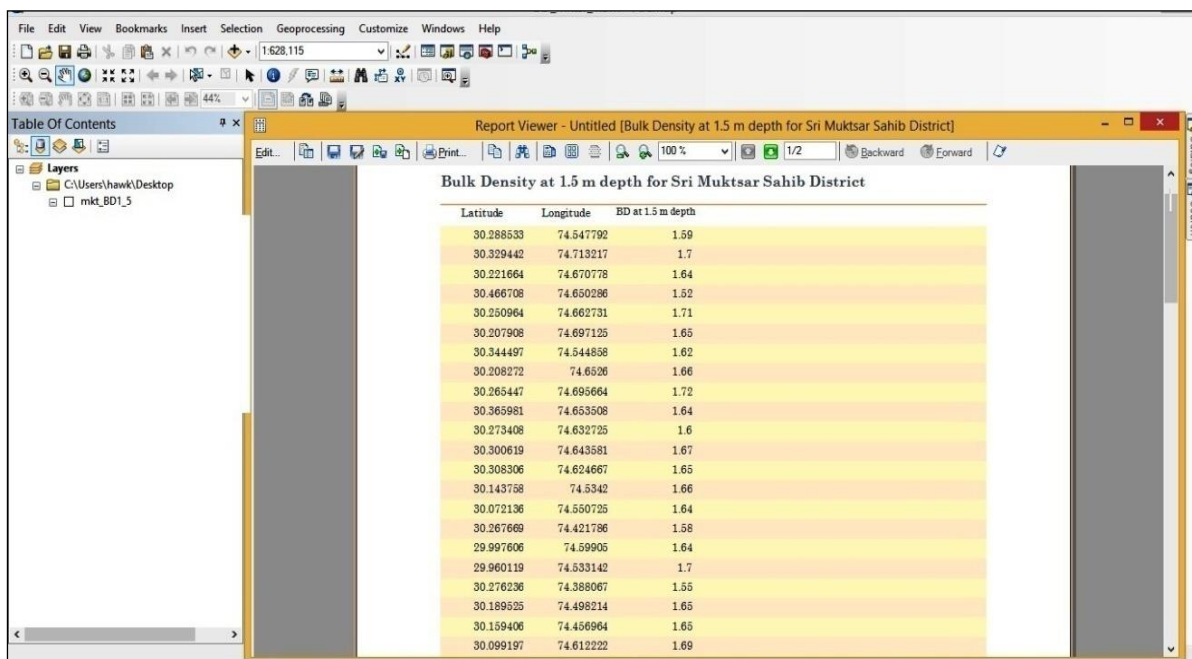 File Edit View Bookmarks Insert Selection Geoprocessing Customize Windows Help
1:628,115
44%
Table Of Contents
Layers
C:\Users\hawk\Desktop
mkt_BD1_5
Report Viewer - Untitled [Bulk Density at 1.5 m depth for Sri Muktsar Sahib District]
Edit... Print... 100 % 1/2 Backward Forward
Bulk Density at 1.5 m depth for Sri Muktsar Sahib District
Latitude Longitude BD at 1.5 m depth
30.288533 74.547792 1.59
30.329442 74.713217 1.7
30.221664 74.670778 1.64
30.466708 74.650286 1.52
30.250964 74.662731 1.71
30.207908 74.697125 1.65
30.344497 74.544858 1.62
30.208272 74.6526 1.66
30.265447 74.695664 1.72
30.365981 74.653508 1.64
30.273408 74.632725 1.6
30.300619 74.643581 1.67
30.308306 74.624667 1.65
30.143758 74.5342 1.66
30.072136 74.550725 1.64
30.267669 74.421786 1.58
29.997606 74.59905 1.64
29.960119 74.533142 1.7
30.276236 74.388067 1.55
30.189525 74.498214 1.65
30.159406 74.456964 1.65
30.099197 74.612222 1.69